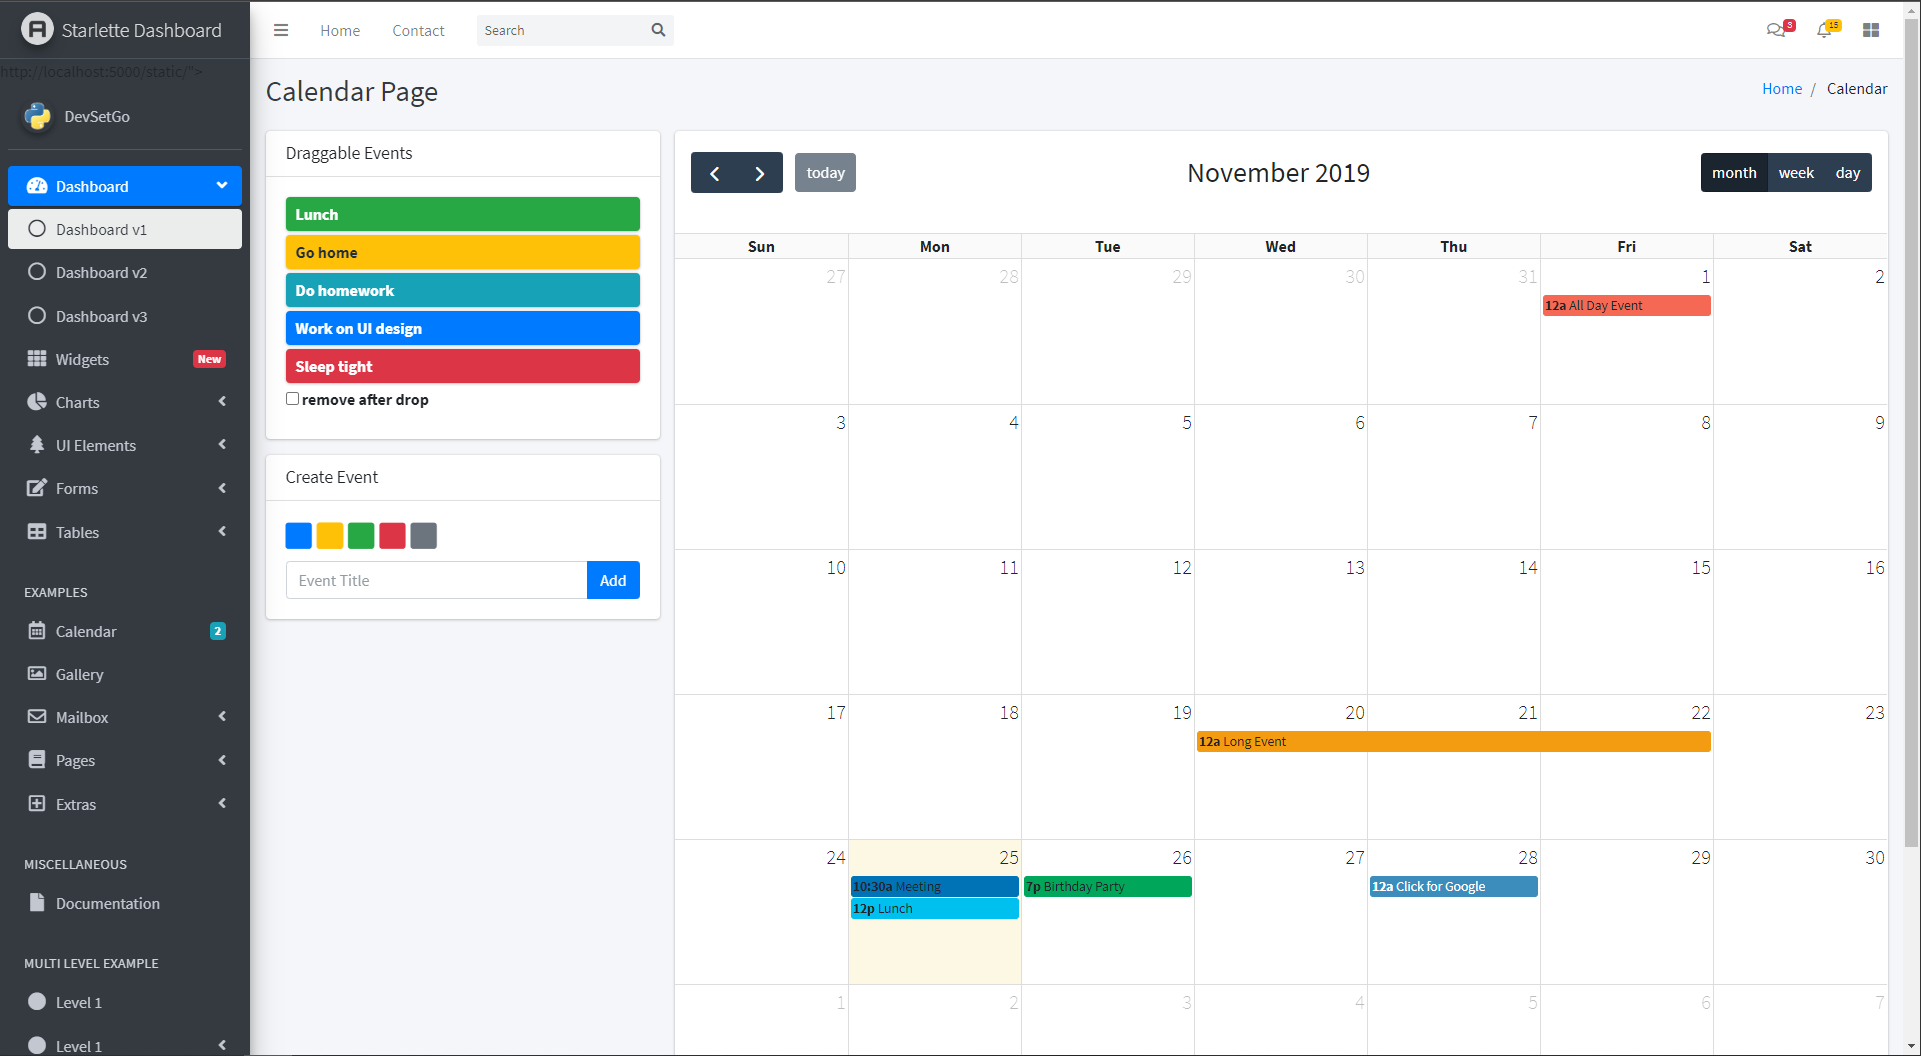 Starlette Dashboard
http://localhost:5000/static/">
DevSetGo
Dashboard
Dashboard v1
Dashboard v2
Dashboard v3
Widgets New
Charts
UI Elements
Forms
Tables
EXAMPLES
Calendar 2
Gallery
Mailbox
Pages
Extras
MISCELLANEOUS
Documentation
MULTI LEVEL EXAMPLE
Level 1
Level 1
Home Contact Search 3 15
Calendar Page
Home / Calendar
Draggable Events
Lunch
Go home
Do homework
Work on UI design
Sleep tight
remove after drop
Create Event
Event Title Add
today November 2019 month week day
Sun Mon Tue Wed Thu Fri Sat
27 28 29 30 31 1 2
12a All Day Event
3 4 5 6 7 8 9
10 11 12 13 14 15 16
17 18 19 20 21 22 23
12a Long Event
24 25 26 27 28 29 30
10:30a Meeting 7p Birthday Party 12a Click for Google
12p Lunch
1 2 3 4 5 6 7